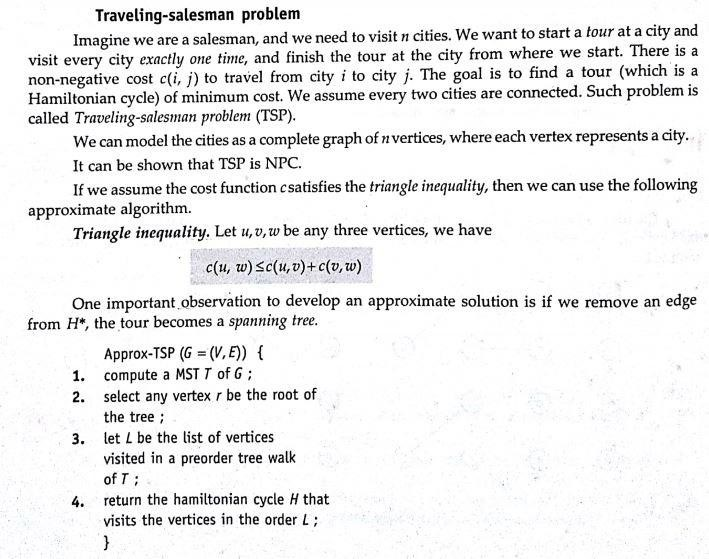 Traveling-salesman problem
Imagine we are a salesman, and we need to visit n cities. We want to start a tour at a city and
visit every city exactly one time, and finish the tour at the city from where we start. There is a
non-negative cost c(i, j) to travel from city i to city j. The goal is to find a tour (which is a
Hamiltonian cycle) of minimum cost. We assume every two cities are connected. Such problem is
called Traveling-salesman problem (TSP).
We can model the cities as a complete graph of n vertices, where each vertex represents a city.
It can be shown that TSP is NPC.
If we assume the cost function c satisfies the triangle inequality, then we can use the following
approximate algorithm.
Triangle inequality. Let u, v, w be any three vertices, we have
c(u, w) ≤ c(u, v) + c(v, w)
One important observation to develop an approximate solution is if we remove an edge
from H*, the tour becomes a spanning tree.
Approx-TSP (G = (V, E)) {
1. compute a MST T of G ;
2. select any vertex r be the root of
the tree ;
3. let L be the list of vertices
visited in a preorder tree walk
of T ;
4. return the hamiltonian cycle H that
visits the vertices in the order L ;
}